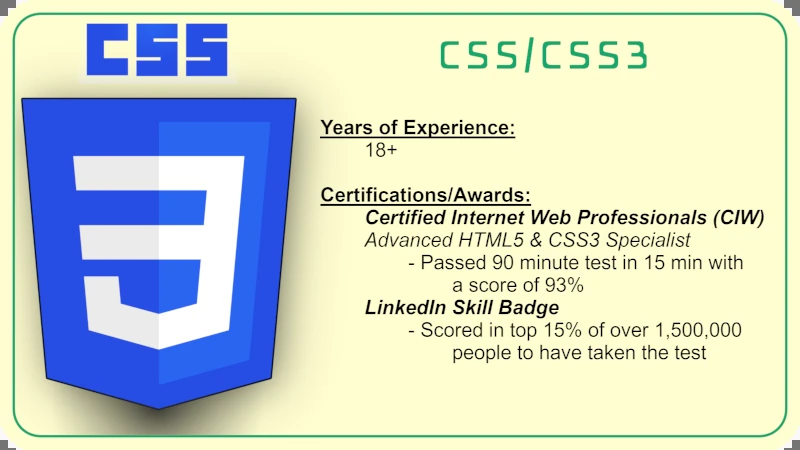 CSS
CSS/CSS3
3
Years of Experience:
18+
Certifications/Awards:
Certified Internet Web Professionals (CIW)
Advanced HTML5 & CSS3 Specialist
- Passed 90 minute test in 15 min with
a score of 93%
LinkedIn Skill Badge
- Scored in top 15% of over 1,500,000
people to have taken the test